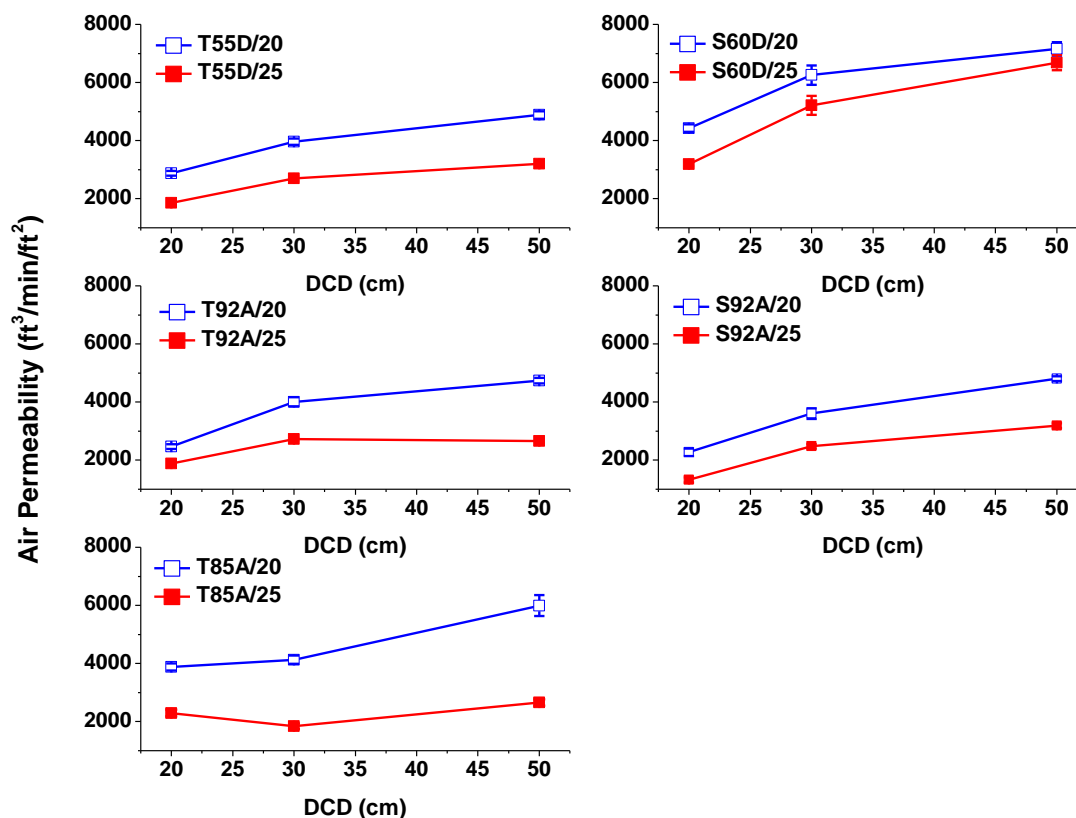 Air Permeability (ft³/min/ft²)
8000
6000
4000
2000
T55D/20
T55D/25
20 25 30 35 40 45 50
DCD (cm)
8000
6000
4000
2000
S60D/20
S60D/25
20 25 30 35 40 45 50
DCD (cm)
8000
6000
4000
2000
T92A/20
T92A/25
20 25 30 35 40 45 50
DCD (cm)
8000
6000
4000
2000
S92A/20
S92A/25
20 25 30 35 40 45 50
DCD (cm)
8000
6000
4000
2000
T85A/20
T85A/25
20 25 30 35 40 45 50
DCD (cm)